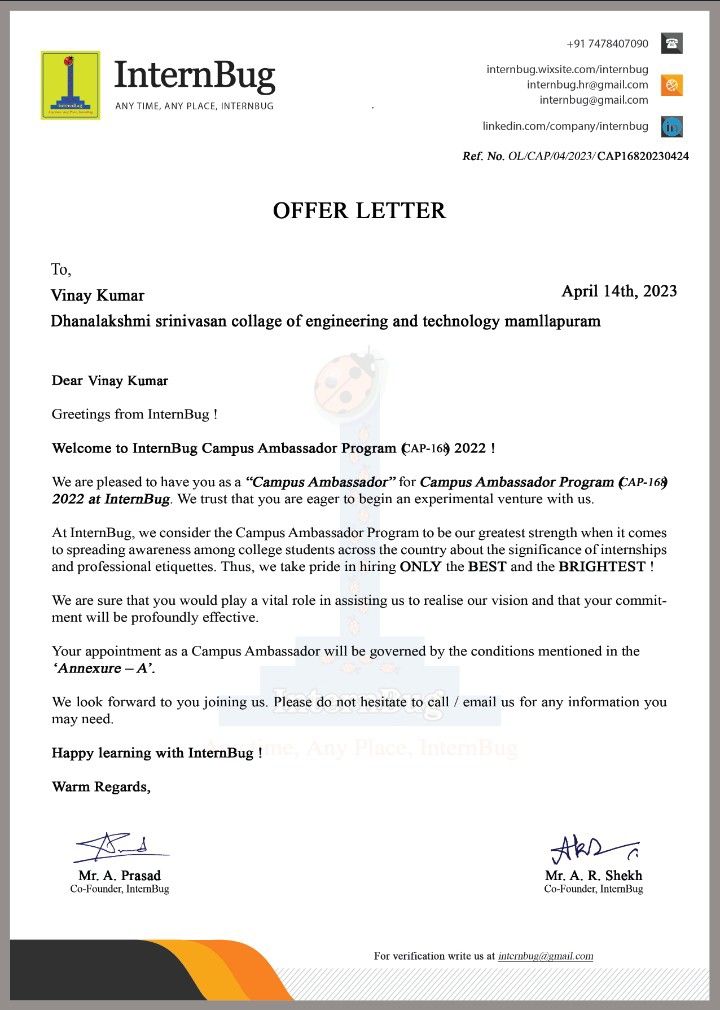 InternBug
ANY TIME, ANY PLACE, INTERNBUG
+91 7478407090
internbug.wixsite.com/internbug
internbug.hr@gmail.com
internbug@gmail.com
linkedin.com/company/internbug
Ref. No. OL/CAP/04/2023/CAP16820230424
OFFER LETTER
To,
Vinay Kumar
April 14th, 2023
Dhanalakshmi srinivasan collage of engineering and technology mamllapuram
Dear Vinay Kumar
Greetings from InternBug !
Welcome to InternBug Campus Ambassador Program (CAP-168) 2022 !
We are pleased to have you as a “Campus Ambassador” for Campus Ambassador Program (CAP-168)
2022 at InternBug. We trust that you are eager to begin an experimental venture with us.
At InternBug, we consider the Campus Ambassador Program to be our greatest strength when it comes
to spreading awareness among college students across the country about the significance of internships
and professional etiquettes. Thus, we take pride in hiring ONLY the BEST and the BRIGHTEST !
We are sure that you would play a vital role in assisting us to realise our vision and that your commit-
ment will be profoundly effective.
Your appointment as a Campus Ambassador will be governed by the conditions mentioned in the
‘Annexure – A’.
We look forward to you joining us. Please do not hesitate to call / email us for any information you
may need.
InternBug
Any time, Any Place, InternBug
Happy learning with InternBug !
Warm Regards,
Mr. A. Prasad
Co-Founder, InternBug
Mr. A. R. Shekh
Co-Founder, InternBug
For verification write us at internbug@gmail.com